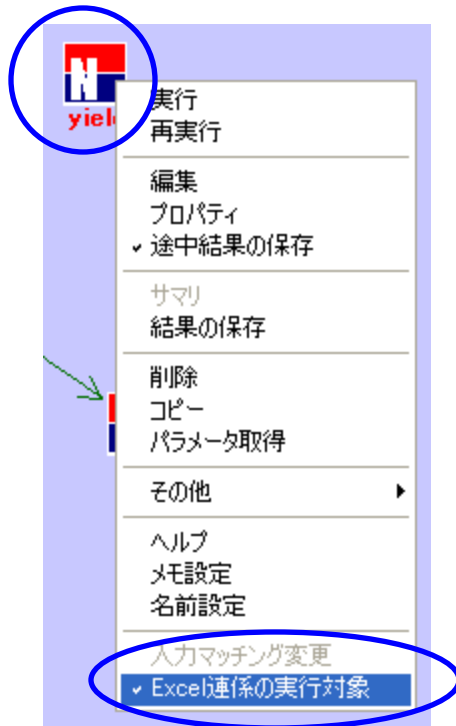 N
実行
yiel
再実行
編集
プロパティ
途中結果の保存
サマリ
結果の保存
削除
コピー
パラメータ取得
その他
ヘルプ
メモ設定
名前設定
入力マッチング変更
Excel連係の実行対象